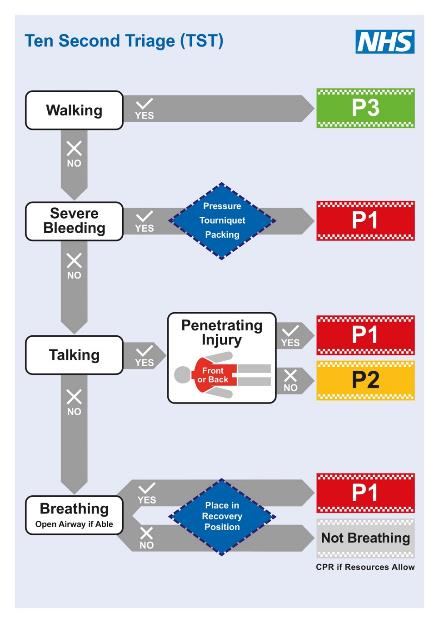 Ten Second Triage (TST)
NHS
Walking
YES
P3
NO
Severe
Bleeding
YES
Pressure
Tourniquet
Packing
P1
NO
Talking
YES
Penetrating
Injury
Front
or Back
YES
P1
NO
P2
NO
Breathing
Open Airway if Able
YES
Place in
Recovery
Position
P1
NO
Not Breathing
CPR if Resources Allow